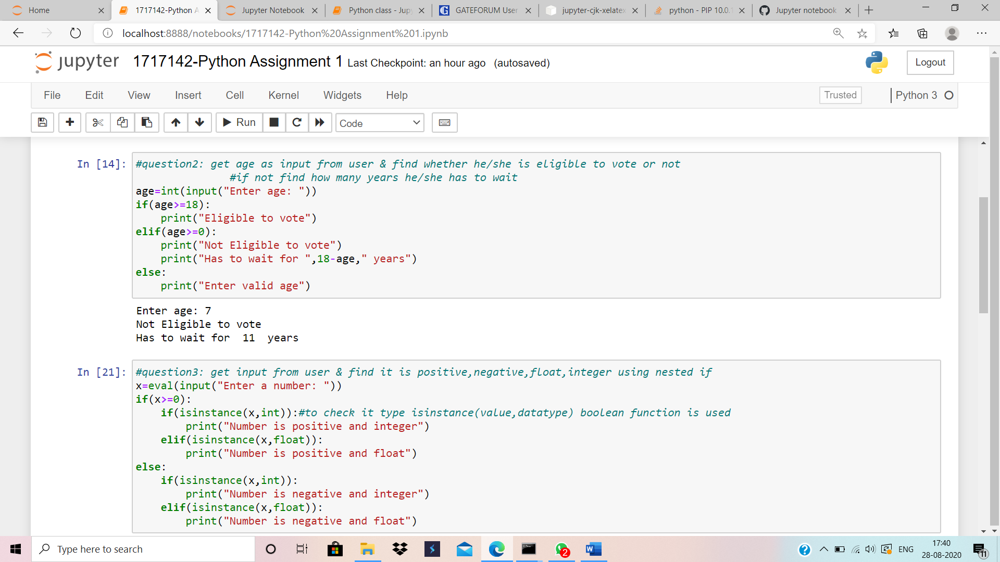 Home
1717142-Python A
Jupyter Notebook
Python class - Jup
GATEFORUM User
jupyter-cjk-xelatex
python - PIP 10.0.1
Jupyter notebook
localhost:8888/notebooks/1717142-Python%20Assignment%201.ipynb
jupyter 1717142-Python Assignment 1 Last Checkpoint: an hour ago (autosaved)
Logout
File Edit View Insert Cell Kernel Widgets Help
Trusted
Python 3
Run
Code
In [14]:
#question2: get age as input from user & find whether he/she is eligible to vote or not
               #if not find how many years he/she has to wait
age=int(input("Enter age: "))
if(age>=18):
    print("Eligible to vote")
elif(age>=0):
    print("Not Eligible to vote")
    print("Has to wait for ",18-age," years")
else:
    print("Enter valid age")
Enter age: 7
Not Eligible to vote
Has to wait for  11  years
In [21]:
#question3: get input from user & find it is positive,negative,float,integer using nested if
x=eval(input("Enter a number: "))
if(x>=0):
    if(isinstance(x,int)):#to check it type isinstance(value,datatype) boolean function is used
        print("Number is positive and integer")
    elif(isinstance(x,float)):
        print("Number is positive and float")
else:
    if(isinstance(x,int)):
        print("Number is negative and integer")
    elif(isinstance(x,float)):
        print("Number is negative and float")
Type here to search
2
ENG
17:40
28-08-2020
11